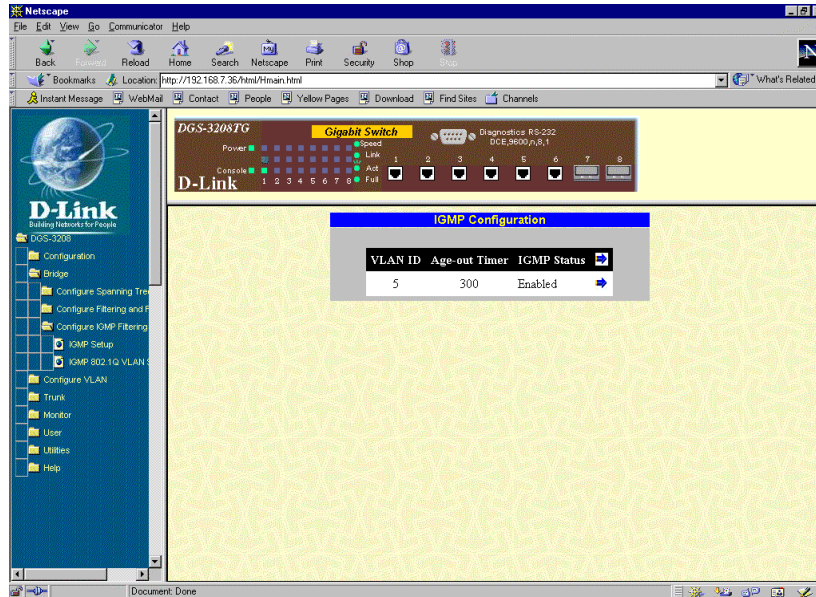 Netscape
File Edit View Go Communicator Help
Back Forward Reload Home Search Netscape Print Security Shop Stop
Bookmarks Location: http://192.168.7.36/html/Hmain.html What's Related
Instant Message WebMail Contact People Yellow Pages Download Find Sites Channels
D-Link
Building Networks for People
DGS-3208
Configuration
Bridge
Configure Spanning Tree
Configure Filtering and F
Configure IGMP Filtering
IGMP Setup
IGMP 802.1Q VLAN S
Configure VLAN
Trunk
Monitor
User
Utilities
Help
DGS-3208TG
Gigabit Switch
Diagnostics RS-232
DCE,9600,n,8,1
Power
Console
Speed
Link
Act
Full
D-Link
1 2 3 4 5 6 7 8
1 2 3 4 5 6 7 8
IGMP Configuration
VLAN ID Age-out Timer IGMP Status
5 300 Enabled
Document: Done